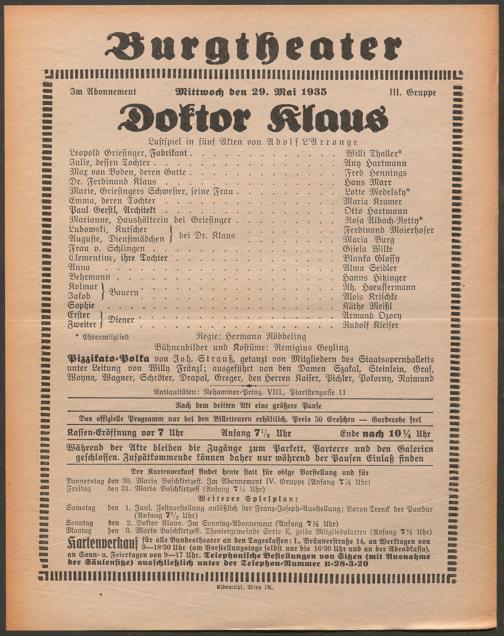 Burgtheater
Im Abonnement Mittwoch den 29. Mai 1935 III. Gruppe
Doktor Klaus
Lustspiel in fünf Akten von Adolf L'Arronge
Leopold Griesinger, Fabrikant . . . Willi Thaller*
Julie, dessen Tochter . . . Any Hartmann
Max von Boden, deren Gatte . . . Fred Hennings
Dr. Ferdinand Klaus . . . Hans Marr
Marie, Griesingers Schwester, seine Frau . . . Lotte Medelsky*
Emma, deren Tochter . . . Maria Kramer
Paul Gerstl, Architekt . . . Otto Hartmann
Marianne, Haushälterin bei Griesinger . . . Rosa Albach-Retty*
Lubowski, Kutscher } bei Dr. Klaus . . . Ferdinand Maierhofer
Auguste, Dienstmädchen } . . . Maria Burg
Frau v. Schlingen . . . Gisela Wilke
Clementine, ihre Tochter . . . Blanka Glossy
Anna . . . Alma Seidler
Behrmann . . . Hanns Hitzinger
Kolmar } Bauern . . . Rh. Haeussermann
Jakob } . . . Alois Krischke
Sophie . . . Käthe Meißl
Erster } Diener . . . Alfred Maurin
Zweiter } . . . Rudolf Kleiser
* Ehrenmitglied Regie: Hermann Röbbeling
Bühnenbilder und Kostüme: Remigius Geyling
Pizzikato-Polka von Joh. Strauß, getanzt von Mitgliedern des Staatsopernballetts
unter Leitung von Willy Fränzl; ausgeführt von den Damen Szakal, Steinlein, Graf,
Woyna, Wagner, Schröter, Drapal, Greger, den Herren Kaiser, Pichler, Pokorny, Raimund
Antiquitäten: Nehammer-Prinz, VIII., Piaristengasse 11
Nach dem dritten Akt eine größere Pause
Das offizielle Programm nur bei den Billetteuren erhältlich. Preis 50 Groschen — Garderobe frei
Kassen-Eröffnung vor 7 Uhr Anfang 7½ Uhr Ende nach 10¼ Uhr
Während der Akte bleiben die Zugänge zum Parkett, Parterre und den Galerien
geschlossen. Zuspätkommende können daher nur während der Pausen Einlaß finden
Der Kartenverkauf findet heute statt für obige Vorstellung und für
Donnerstag den 30. Maria Baschkirtzeff. Im Abonnement IV. Gruppe (Anfang 7½ Uhr)
Freitag den 31. Maria Baschkirtzeff (Anfang 7½ Uhr)
Weiterer Spielplan:
Samstag den 1. Juni. Festvorstellung anläßlich der Franz-Joseph-Ausstellung: Baron Trenck der Pandur
(Anfang 7½ Uhr)
Sonntag den 2. Doktor Klaus. Im Sonntag-Abonnement (Anfang 7½ Uhr)
Montag den 3. Maria Baschkirtzeff. Theatergemeinde Serie E, gelbe Mitgliedskarten (Anfang 7½ Uhr)
Kartenverkauf für alle Bundestheater an den Tageskassen: I., Bräunerstraße 14, an Werktagen von
9—18:30 Uhr (am Vorstellungstage selbst nur bis 16:30 Uhr und an der Abendkassa),
an Sonn- u. Feiertagen von 9—17 Uhr. Telephonische Bestellungen von Sitzen (mit Ausnahme
der Säulensitze) ausschließlich unter der Telephon-Nummer R-28-3-20
Elbemühl, Wien IX.